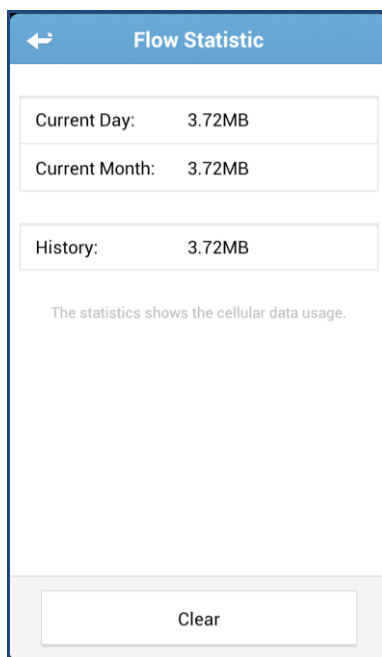 Flow Statistic
Current Day: 3.72MB
Current Month: 3.72MB
History: 3.72MB
The statistics shows the cellular data usage.
Clear